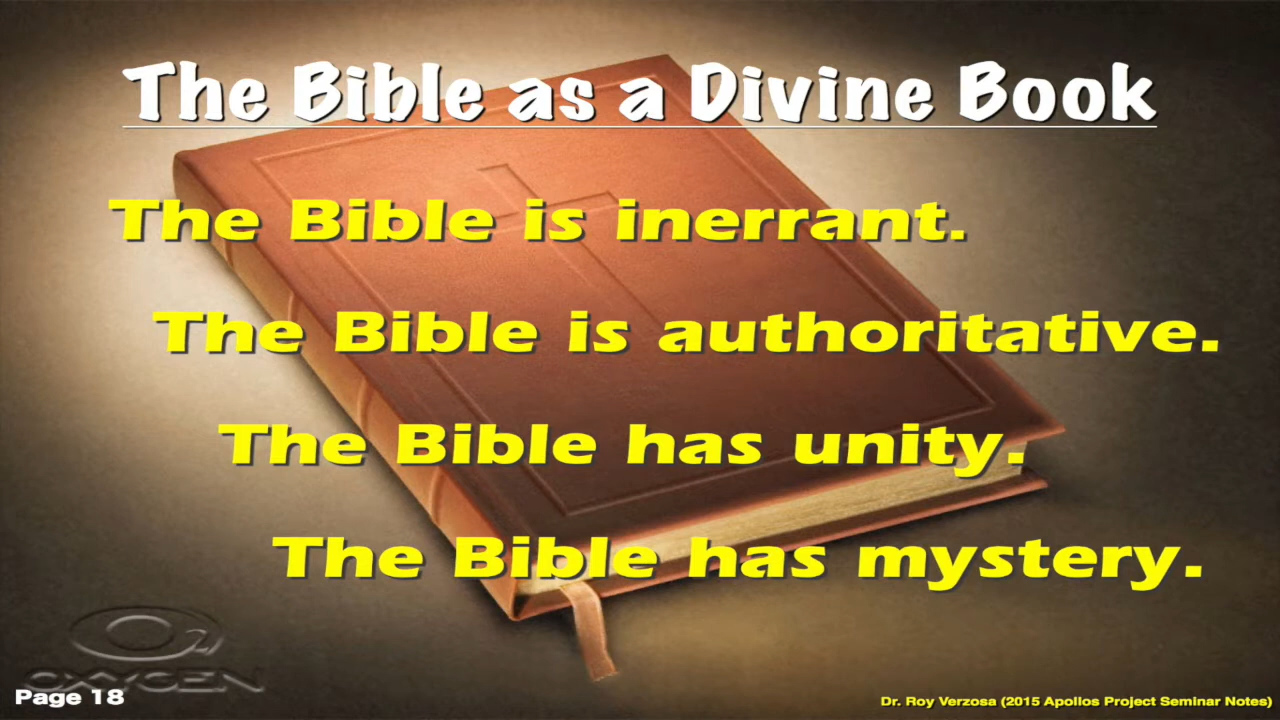 The Bible as a Divine Book
The Bible is inerrant.
The Bible is authoritative.
The Bible has unity.
The Bible has mystery.
O2
OXYGEN
Page 18
Dr. Roy Verzosa (2015 Apollos Project Seminar Notes)